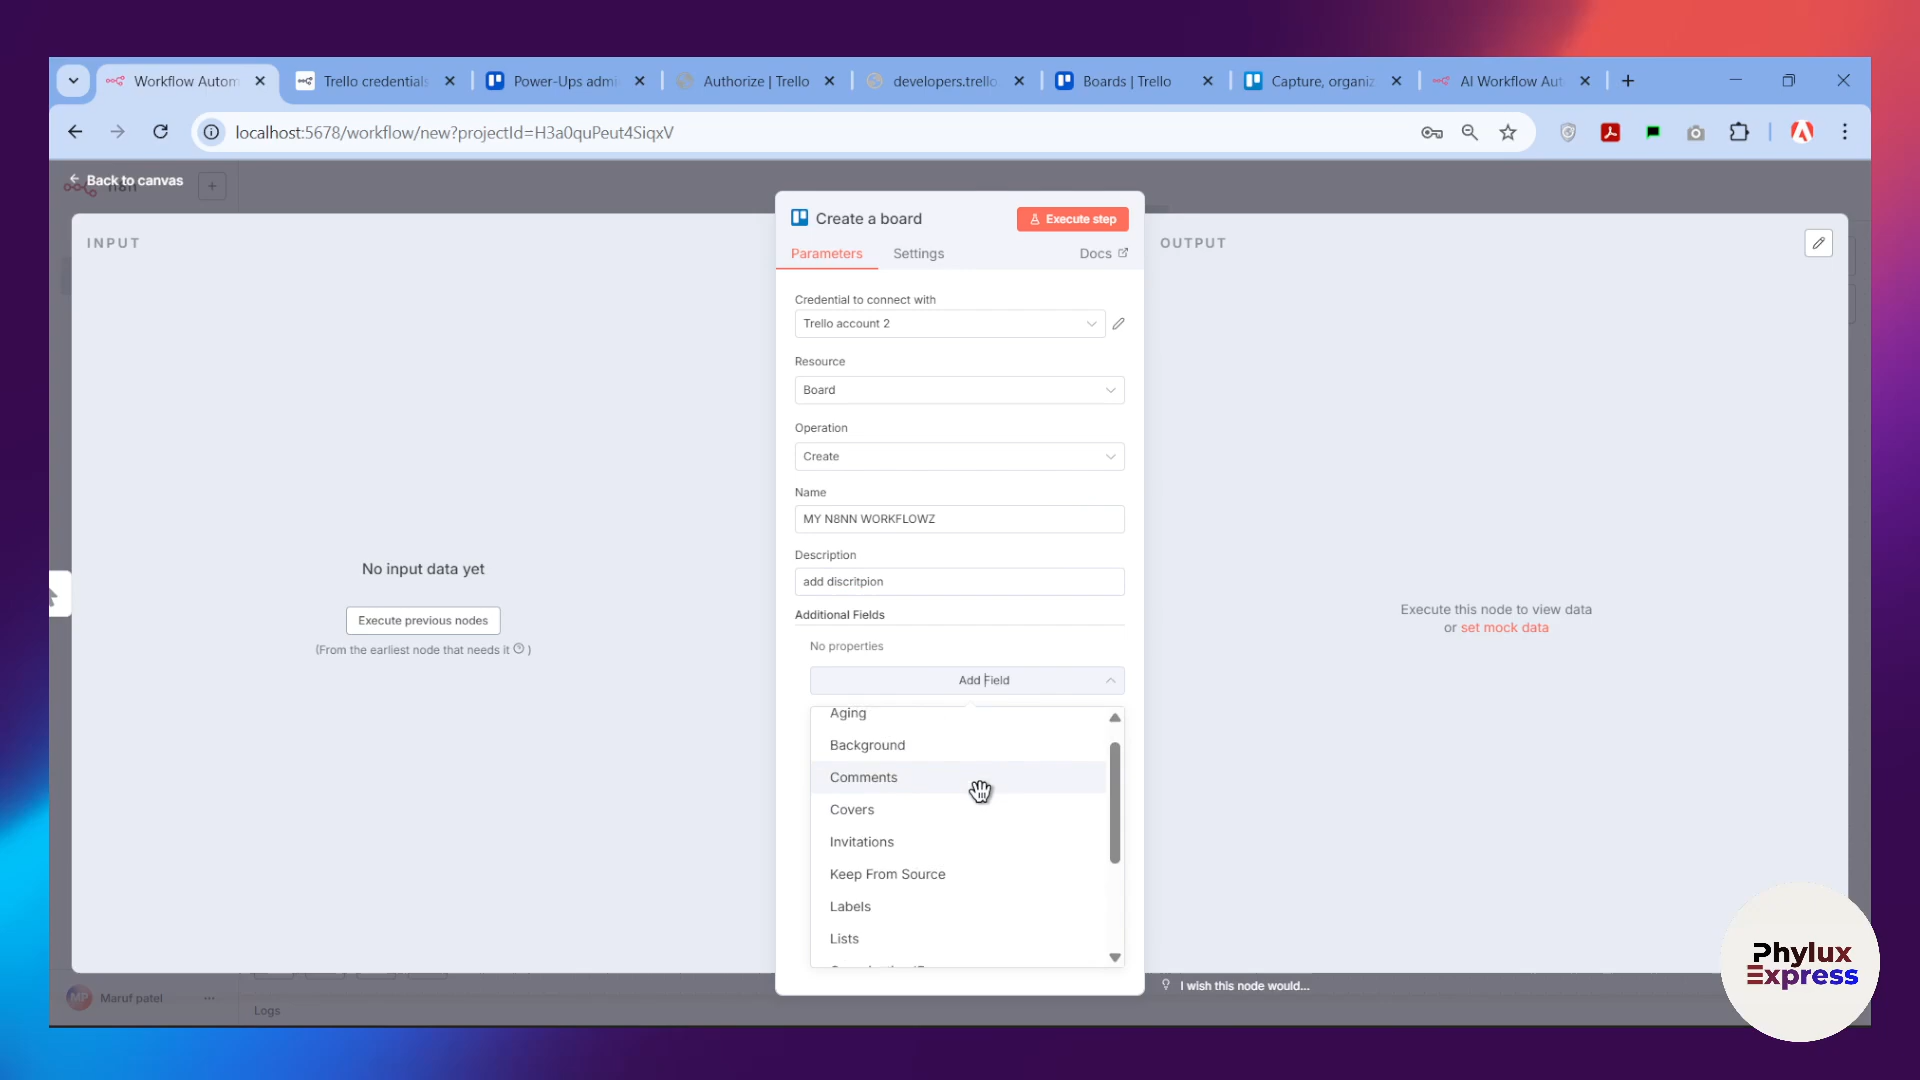 Workflow Autom
Trello credentials
Power-Ups admi
Authorize | Trello
developers.trello.
Boards | Trello
Capture, organiz
AI Workflow Aut
localhost:5678/workflow/new?projectId=H3a0quPeut4SiqxV
Back to canvas
n8n
INPUT
Create a board
Execute step
OUTPUT
Parameters
Settings
Docs
Credential to connect with
Trello account 2
Resource
Board
Operation
Create
Name
MY N8NN WORKFLOWZ
Description
add discritpion
Additional Fields
No properties
Add Field
Aging
Background
Comments
Covers
Invitations
Keep From Source
Labels
Lists
No input data yet
Execute previous nodes
(From the earliest node that needs it ? )
Execute this node to view data
or set mock data
I wish this node would...
MP Maruf patel
Logs
Phylux
Express